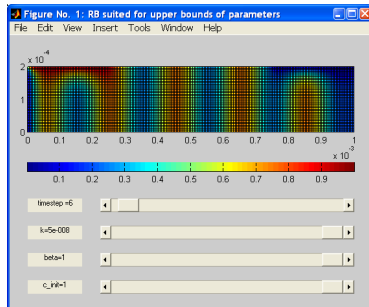 Figure No. 1: RB suited for upper bounds of parameters
File Edit View Insert Tools Window Help
x 10
-4
2
1
0
0 0.1 0.2 0.3 0.4 0.5 0.6 0.7 0.8 0.9 1
x 10
-3
0.1 0.2 0.3 0.4 0.5 0.6 0.7 0.8 0.9
timestep =6
k=5e-008
beta=1
c_init=1